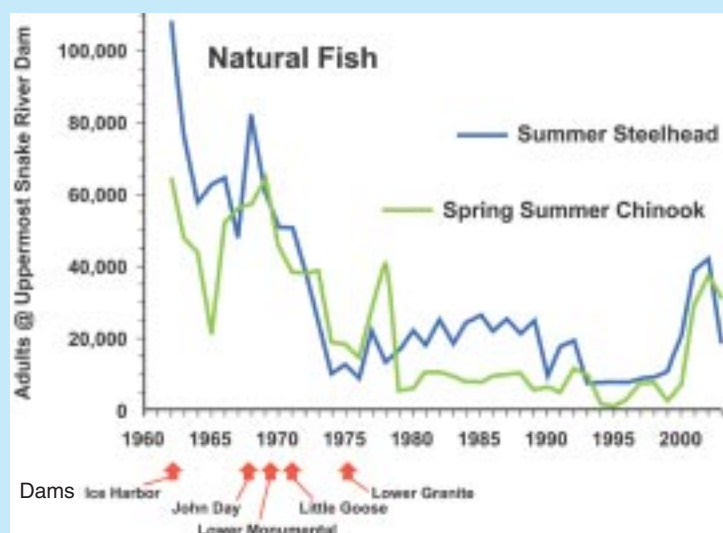 100,000
80,000
60,000
40,000
20,000
0
Adults @ Uppermost Snake River Dam
Natural Fish
Summer Steelhead
Spring Summer Chinook
1960 1965 1970 1975 1980 1985 1990 1995 2000
Dams Ice Harbor
John Day
Lower Monumental
Little Goose
Lower Granite